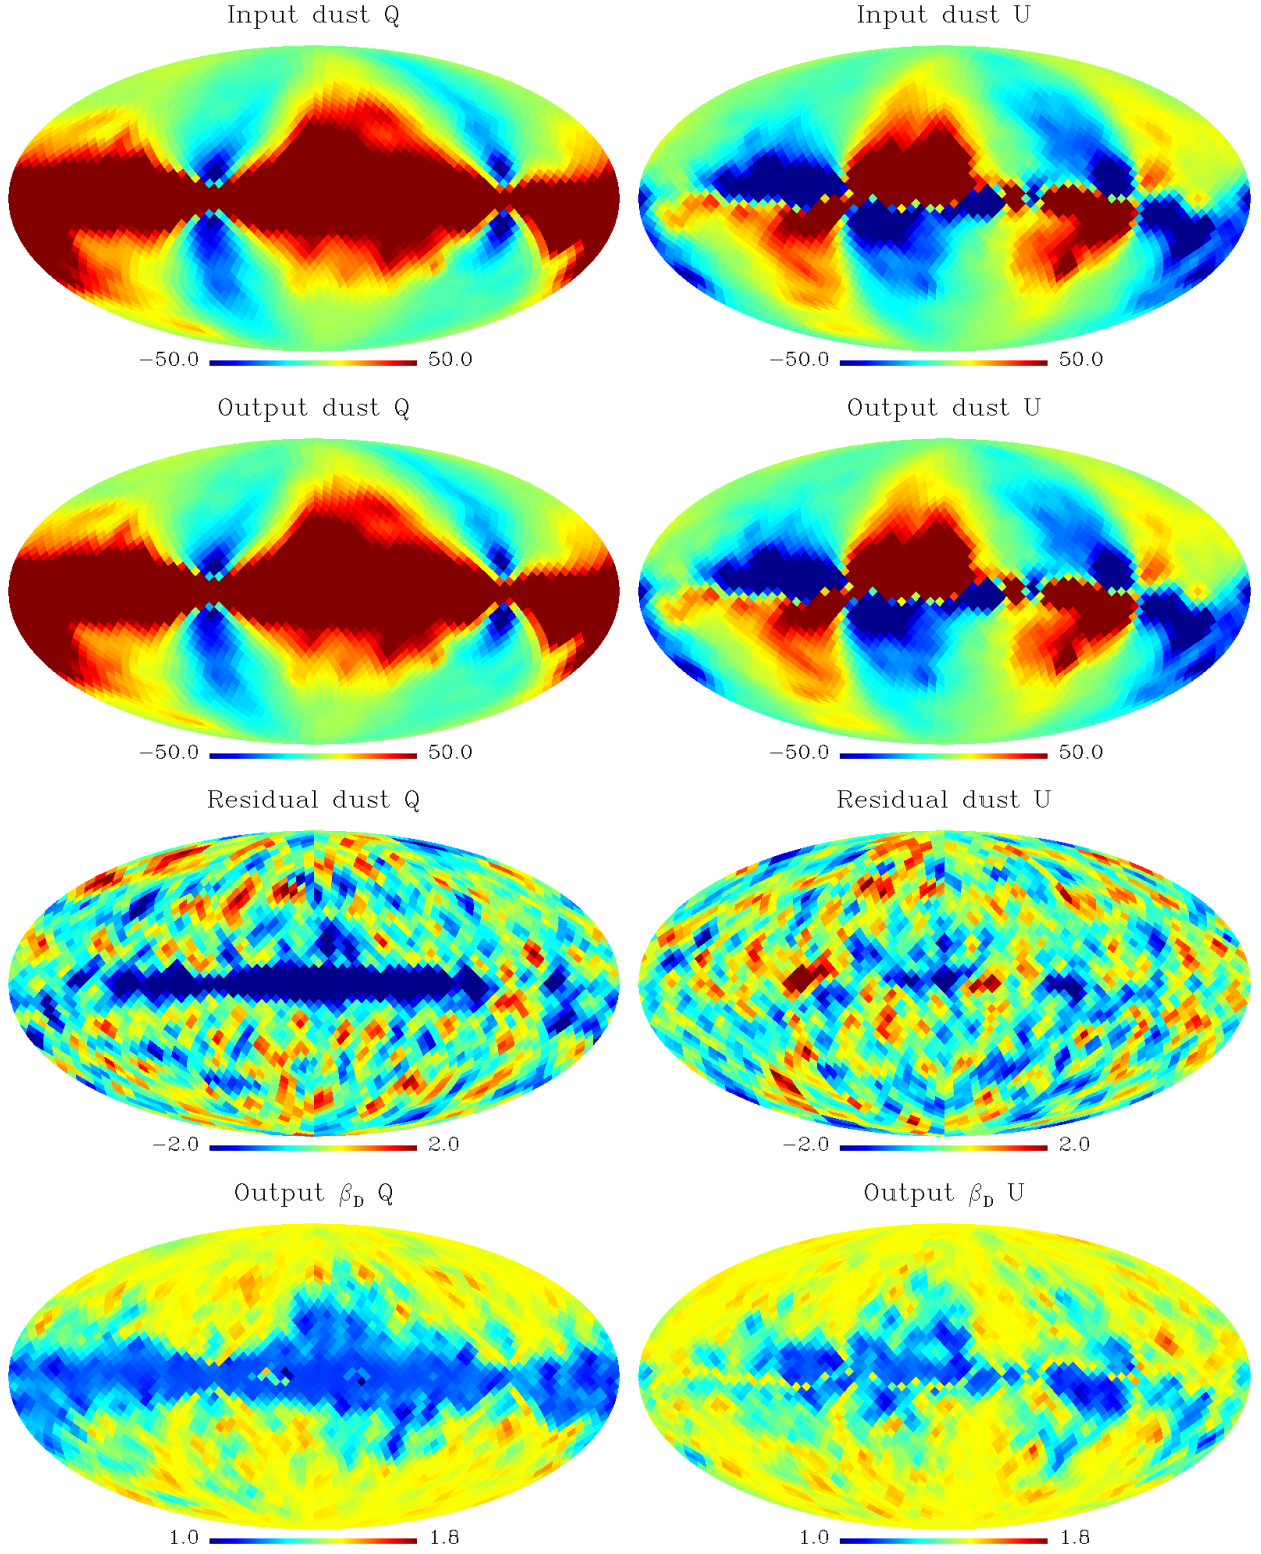 Input dust Q
Input dust U
−50.0 50.0
−50.0 50.0
Output dust Q
Output dust U
−50.0 50.0
−50.0 50.0
Residual dust Q
Residual dust U
−2.0 2.0
−2.0 2.0
Output β_D Q
Output β_D U
1.0 1.8
1.0 1.8